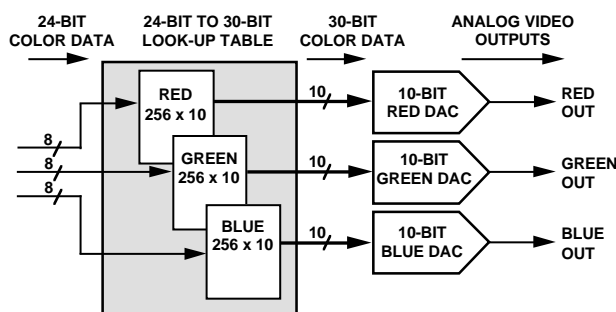 24-BIT
COLOR DATA
24-BIT TO 30-BIT
LOOK-UP TABLE
30-BIT
COLOR DATA
ANALOG VIDEO
OUTPUTS
8
8
8
RED
256 x 10
GREEN
256 x 10
BLUE
256 x 10
10
10
10
10-BIT
RED DAC
10-BIT
GREEN DAC
10-BIT
BLUE DAC
RED
OUT
GREEN
OUT
BLUE
OUT